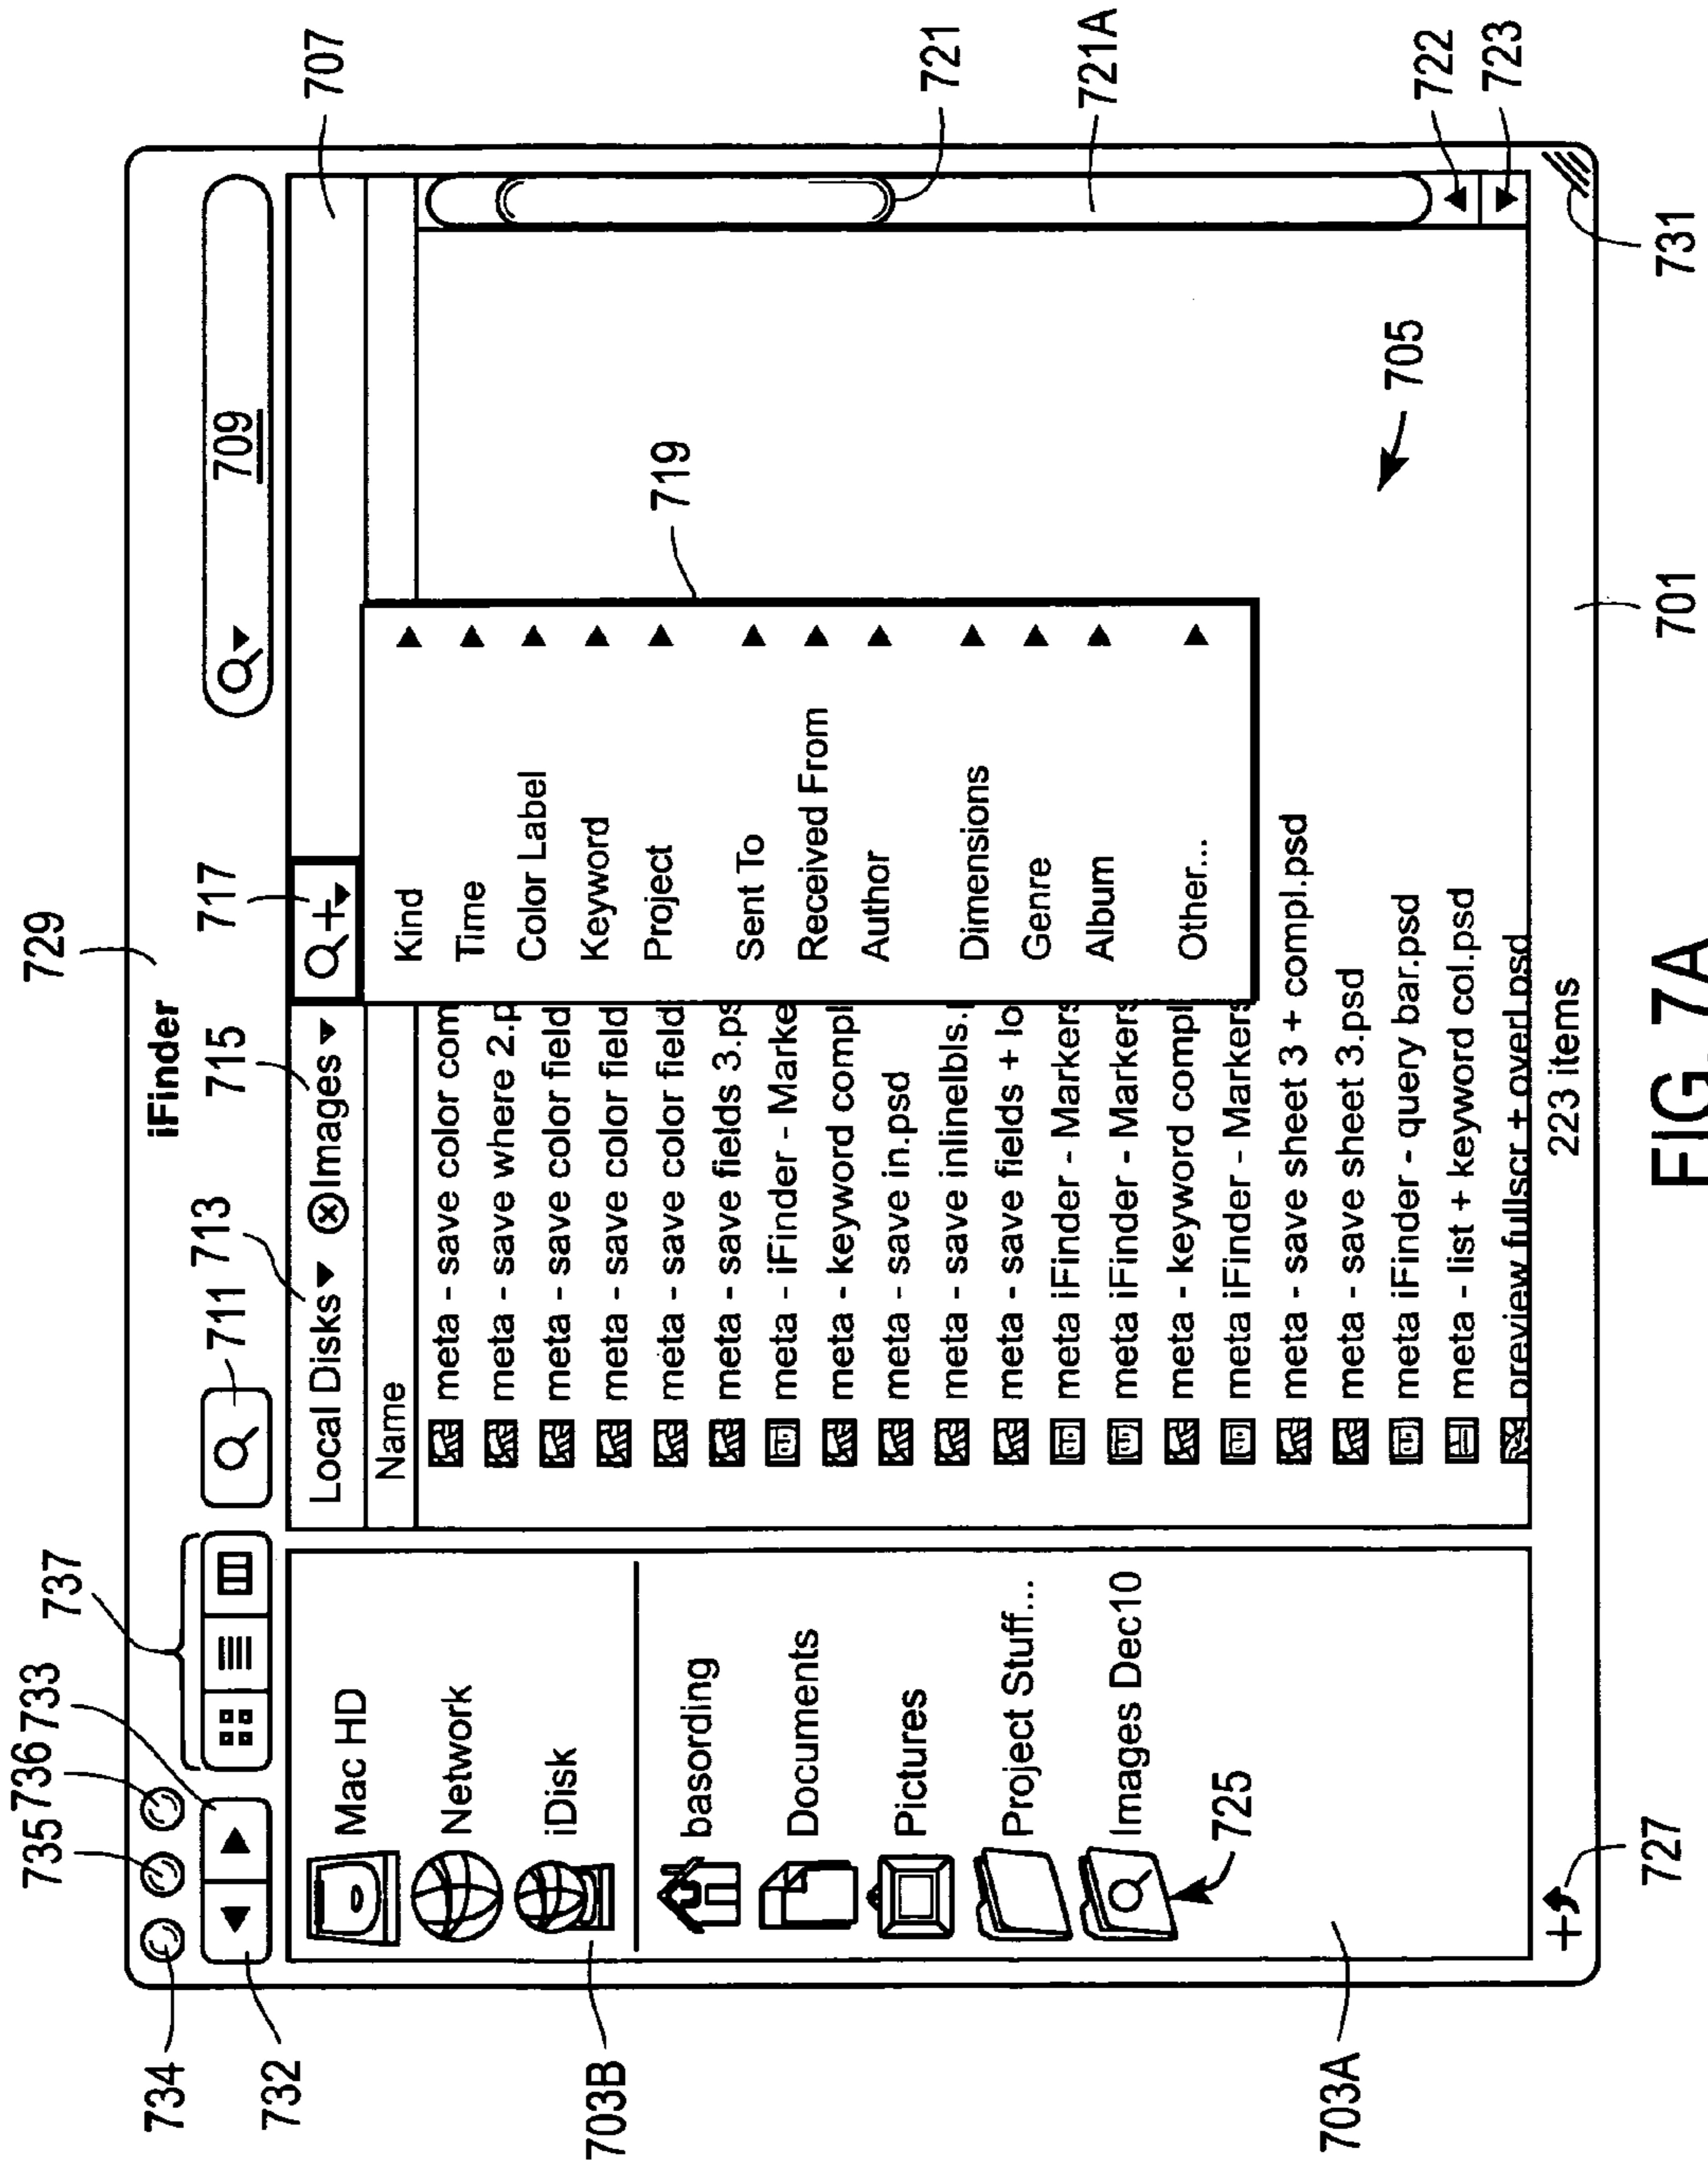 729
735 736 733 737 711 713 715 717
734
732
iFinder
709
707
Local Disks Images
Name
Mac HD
Network
iDisk
703B
basording
Documents
Pictures
Project Stuff...
Images Dec10
725
703A
meta - save color com
meta - save where 2.p
meta - save color field
meta - save color field
meta - save color field
meta - save fields 3.ps
meta - iFinder - Marke
meta - keyword compl
meta - save in.psd
meta - save inlinelbls.
meta - save fields + lo
meta iFinder - Markers
meta iFinder - Markers
meta - keyword compl
meta iFinder - Markers
meta - save sheet 3 + compl.psd
meta - save sheet 3.psd
meta iFinder - query bar.psd
meta - list + keyword col.psd
preview fullscr + overl.psd
Kind
Time
Color Label
Keyword
Project
Sent To
Received From
Author
Dimensions
Genre
Album
Other...
719
705
721
721A
722
723
223 items
727
701
731
FIG. 7A